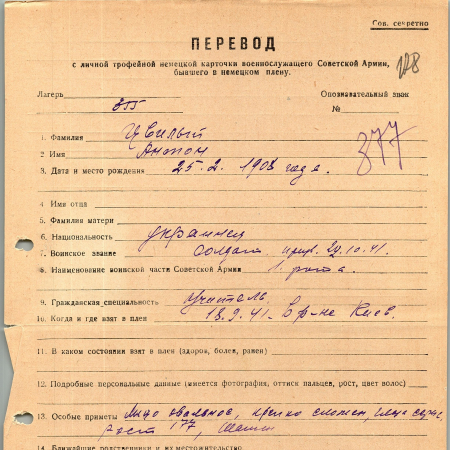 Сов. секретно
ПЕРЕВОД
с личной трофейной немецкой карточки военнослужащего Советской Армии,
бывшего в немецком плену.
128
Лагерь
Опознавательный знак
355
№
1. Фамилия Цвилый
2. Имя Антон
377
3. Дата и место рождения 25. 2. 1908 года.
4. Имя отца
5. Фамилия матери
6. Национальность украинец
7. Воинское звание солдат. приб. 29.10.41.
8. Наименование воинской части Советской Армии 1. рота.
9. Гражданская специальность Учитель.
10. Когда и где взят в плен 18.9.41. В р-не Киев.
11. В каком состоянии взят в плен (здоров, болен, ранен)
12. Подробные персональные данные (имеется фотография, оттиск пальцев, рост, цвет волос)
13. Особые приметы Лицо овальное, крепко сложен, глаза
рост 177,
14. Ближайшие родственники и их местожительство